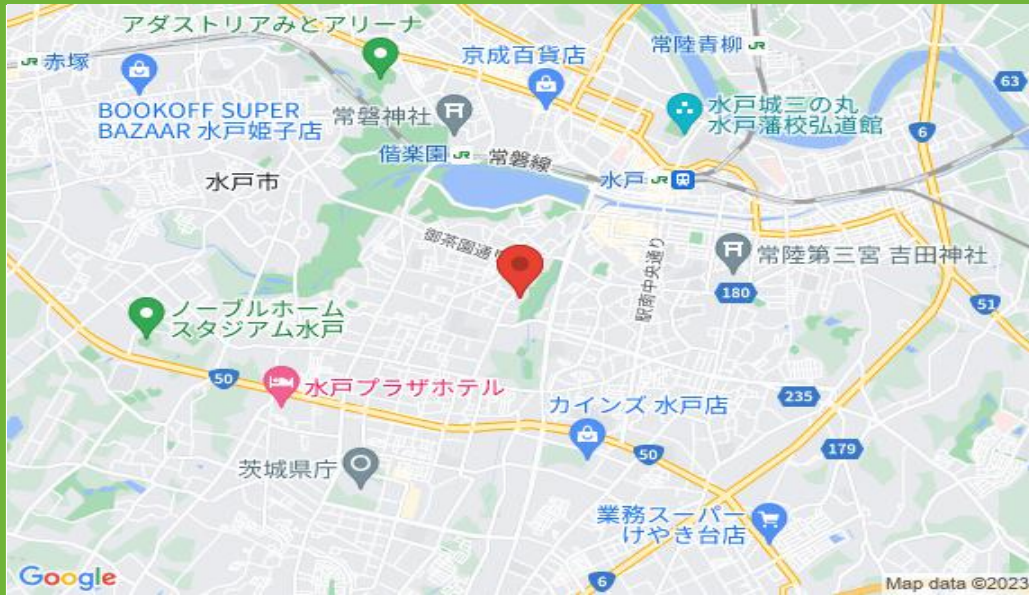 アダストリアみとアリーナ
JR 赤塚
京成百貨店
常陸青柳 JR
63
BOOKOFF SUPER
BAZAAR 水戸姫子店
常磐神社
水戸城三の丸
水戸藩校弘道館
6
偕楽園 JR 常磐線
水戸市
水戸 JR
御茶園通り
駅南中央通り
常陸第三宮 吉田神社
180
51
ノーブルホーム
スタジアム水戸
50
水戸プラザホテル
カインズ 水戸店
235
179
50
茨城県庁
業務スーパー
けやき台店
6
Google
Map data ©2023